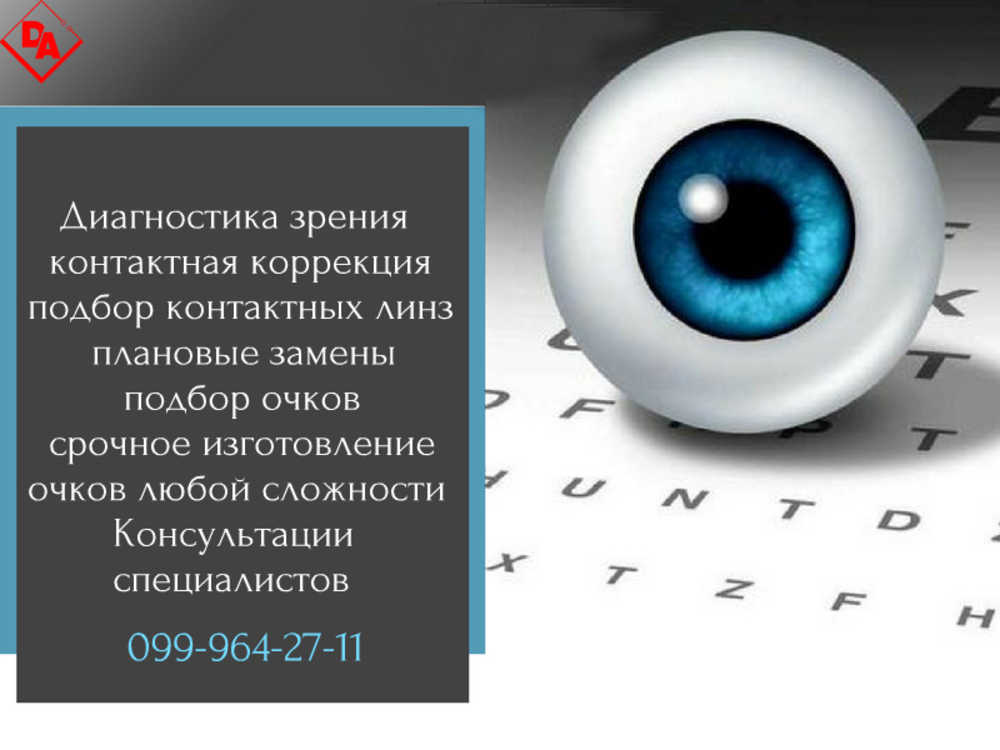 DA
Диагностика зрения
контактная коррекция
подбор контактных линз
плановые замены
подбор очков
срочное изготовление
очков любой сложности
Консультации
специалистов
099-964-27-11
E
F
K
T
D F P T
U N T D
X T Z F H